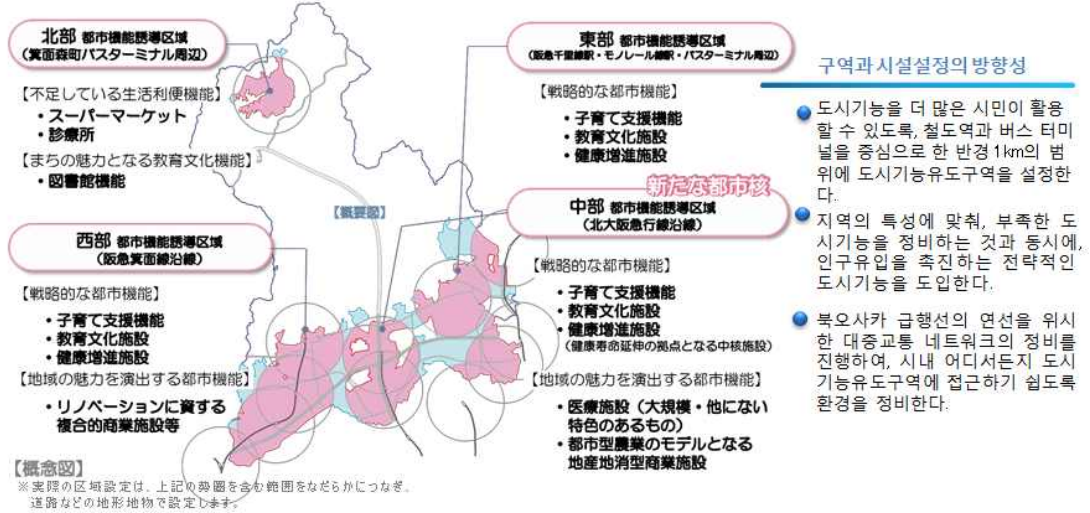 北部 都市機能誘導区域
(箕面森町バスターミナル周辺)
【不足している生活利便機能】
・スーパーマーケット
・診療所
【まちの魅力となる教育文化機能】
・図書館機能
西部 都市機能誘導区域
(阪急箕面線沿線)
【戦略的な都市機能】
・子育て支援機能
・教育文化施設
・健康増進施設
【地域の魅力を演出する都市機能】
・リノベーションに資する
複合的商業施設等
【概念図】
※実際の区域設定は、上記の勢圏を含む範囲をなだらかにつなぎ、
道路などの地形地物で設定します。
【概要図】
東部 都市機能誘導区域
(阪急千里線駅・モノレール線駅・バスターミナル周辺)
【戦略的な都市機能】
・子育て支援機能
・教育文化施設
・健康増進施設
新たな都市核
中部 都市機能誘導区域
(北大阪急行線沿線)
【戦略的な都市機能】
・子育て支援機能
・教育文化施設
・健康増進施設
(健康寿命延伸の拠点となる中核施設)
【地域の魅力を演出する都市機能】
・医療施設(大規模・他にない
特色のあるもの)
・都市型農業のモデルとなる
地産地消型商業施設
구역과 시설설정의 방향성
도시기능을 더 많은 시민이 활용
할 수 있도록, 철도역과 버스 터미
널을 중심으로 한 반경 1km의 범
위에 도시기능유도구역을 설정한
다.
지역의 특성에 맞춰, 부족한 도
시기능을 정비하는 것과 동시에,
인구유입을 촉진하는 전략적인
도시기능을 도입한다.
북오사카 급행선의 연선을 위시
한 대중교통 네트워크의 정비를
진행하여, 시내 어디서든지 도시
기능유도구역에 접근하기 쉽도록
환경을 정비한다.